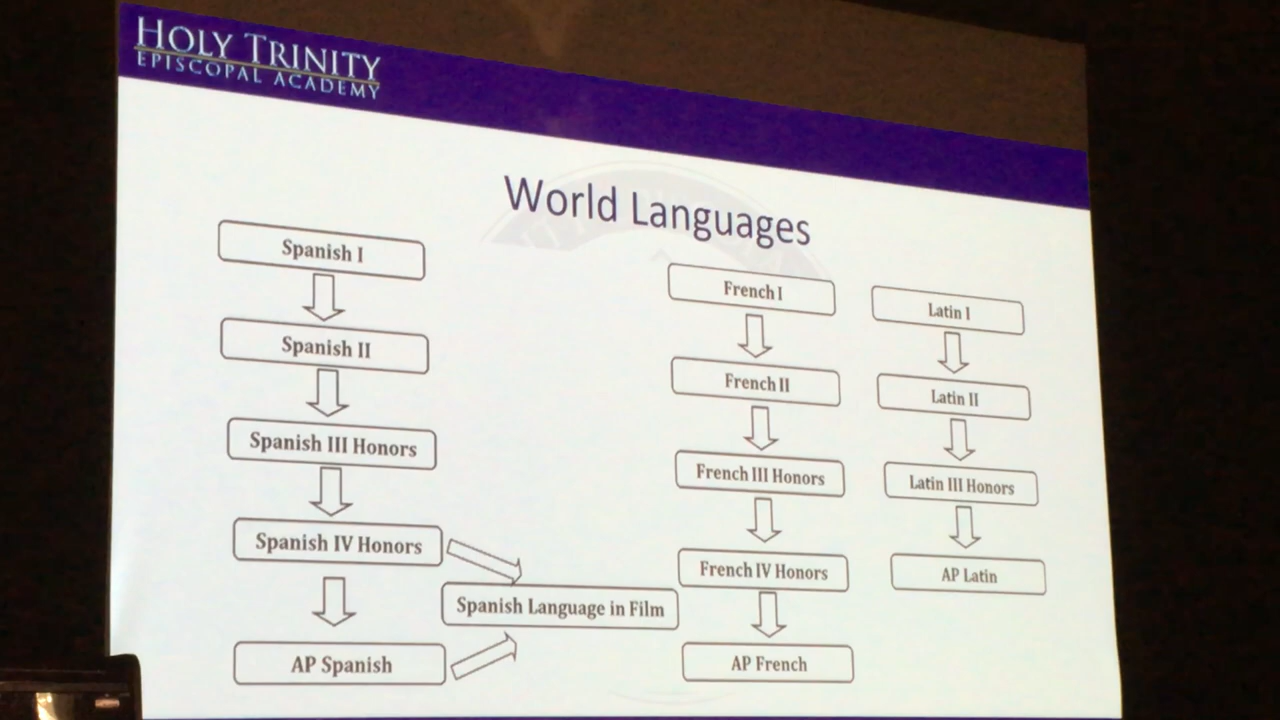 HOLY TRINITY
EPISCOPAL ACADEMY
World Languages
Spanish I
Spanish II
Spanish III Honors
Spanish IV Honors
AP Spanish
Spanish Language in Film
French I
French II
French III Honors
French IV Honors
AP French
Latin I
Latin II
Latin III Honors
AP Latin